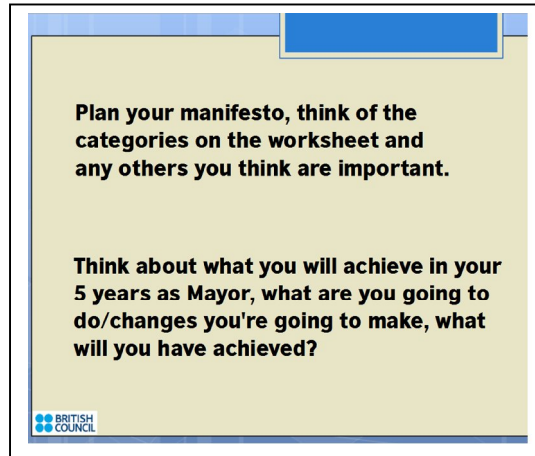 Plan your manifesto, think of the
categories on the worksheet and
any others you think are important.
Think about what you will achieve in your
5 years as Mayor, what are you going to
do/changes you're going to make, what
will you have achieved?
BRITISH
COUNCIL